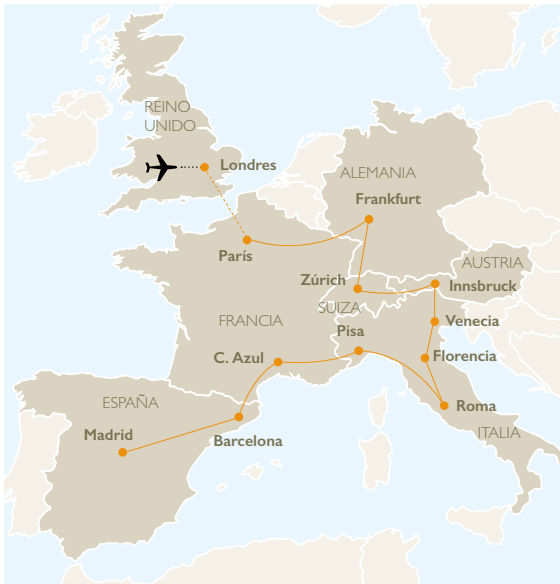 REINO
UNIDO
Londres
ALEMANIA
Frankfurt
París
AUSTRIA
Zúrich
Innsbruck
SUIZA
FRANCIA
Venecia
Pisa
C. Azul
Florencia
ESPAÑA
Roma
Madrid
Barcelona
ITALIA